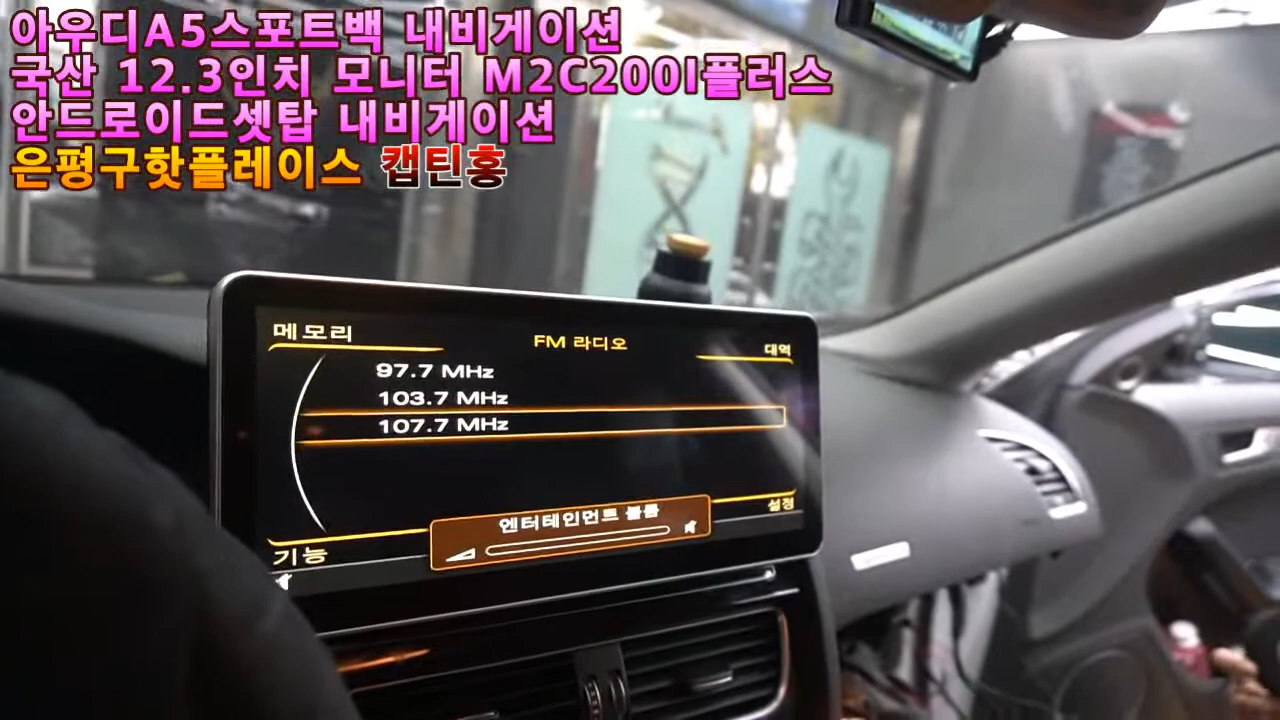 아우디A5스포트백 내비게이션
국산 12.3인치 모니터 M2C200I플러스
안드로이드셋탑 내비게이션
은평구핫플레이스 캡틴홍
메모리
FM 라디오
대역
97.7 MHz
103.7 MHz
107.7 MHz
엔터테인먼트 볼륨
설정
기능